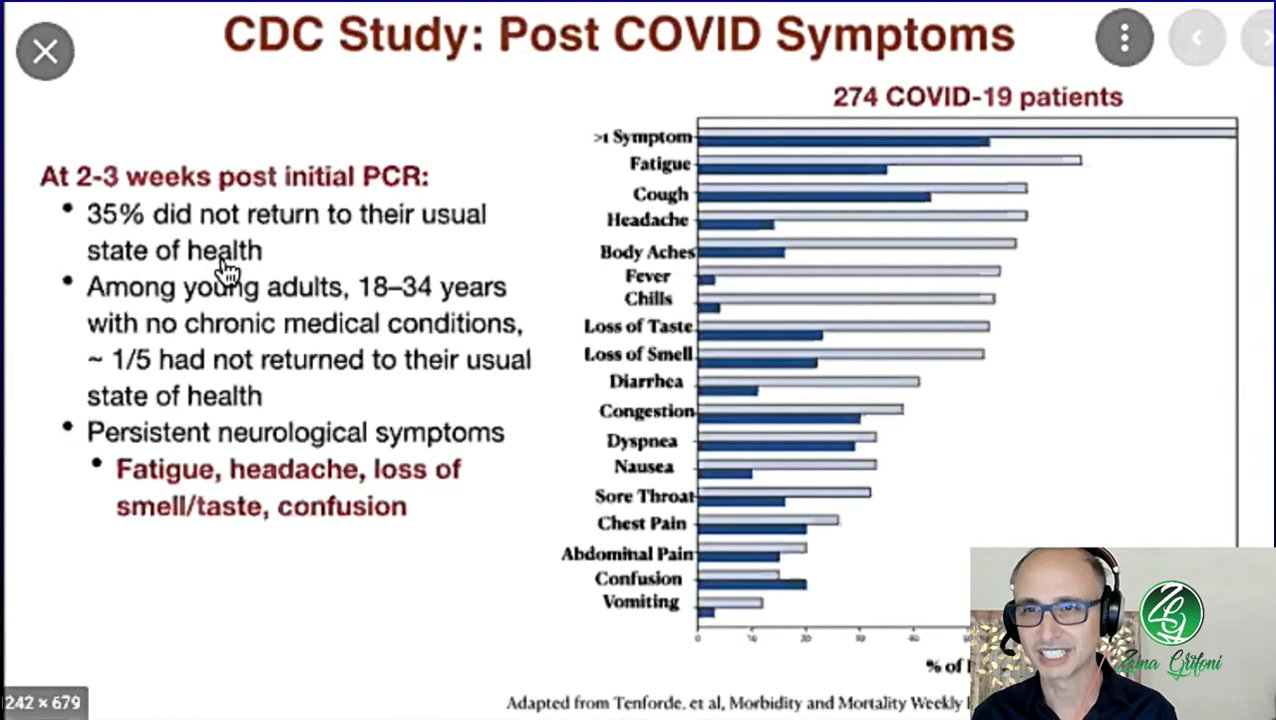 CDC Study: Post COVID Symptoms
274 COVID-19 patients
At 2-3 weeks post initial PCR:
• 35% did not return to their usual
state of health
• Among young adults, 18–34 years
with no chronic medical conditions,
~ 1/5 had not returned to their usual
state of health
• Persistent neurological symptoms
• Fatigue, headache, loss of
smell/taste, confusion
>1 Symptom
Fatigue
Cough
Headache
Body Aches
Fever
Chills
Loss of Taste
Loss of Smell
Diarrhea
Congestion
Dyspnea
Nausea
Sore Throat
Chest Pain
Abdominal Pain
Confusion
Vomiting
0 10 20 30 40
% of
Adapted from Tenforde, et al, Morbidity and Mortality Weekly
242 × 679
ZG
Zeina Grifoni